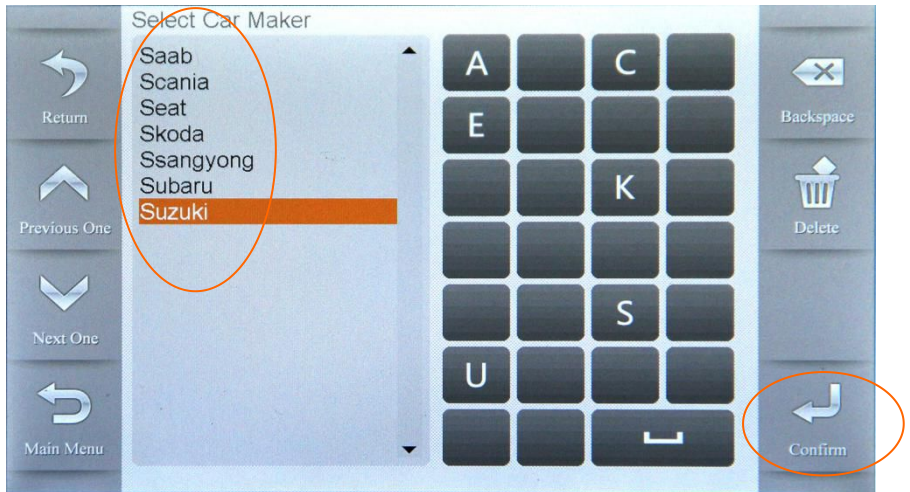 Select Car Maker
Saab
Scania
Seat
Skoda
Ssangyong
Subaru
Suzuki
Return
Previous One
Next One
Main Menu
A C
E
K
S
U
Backspace
Delete
Confirm